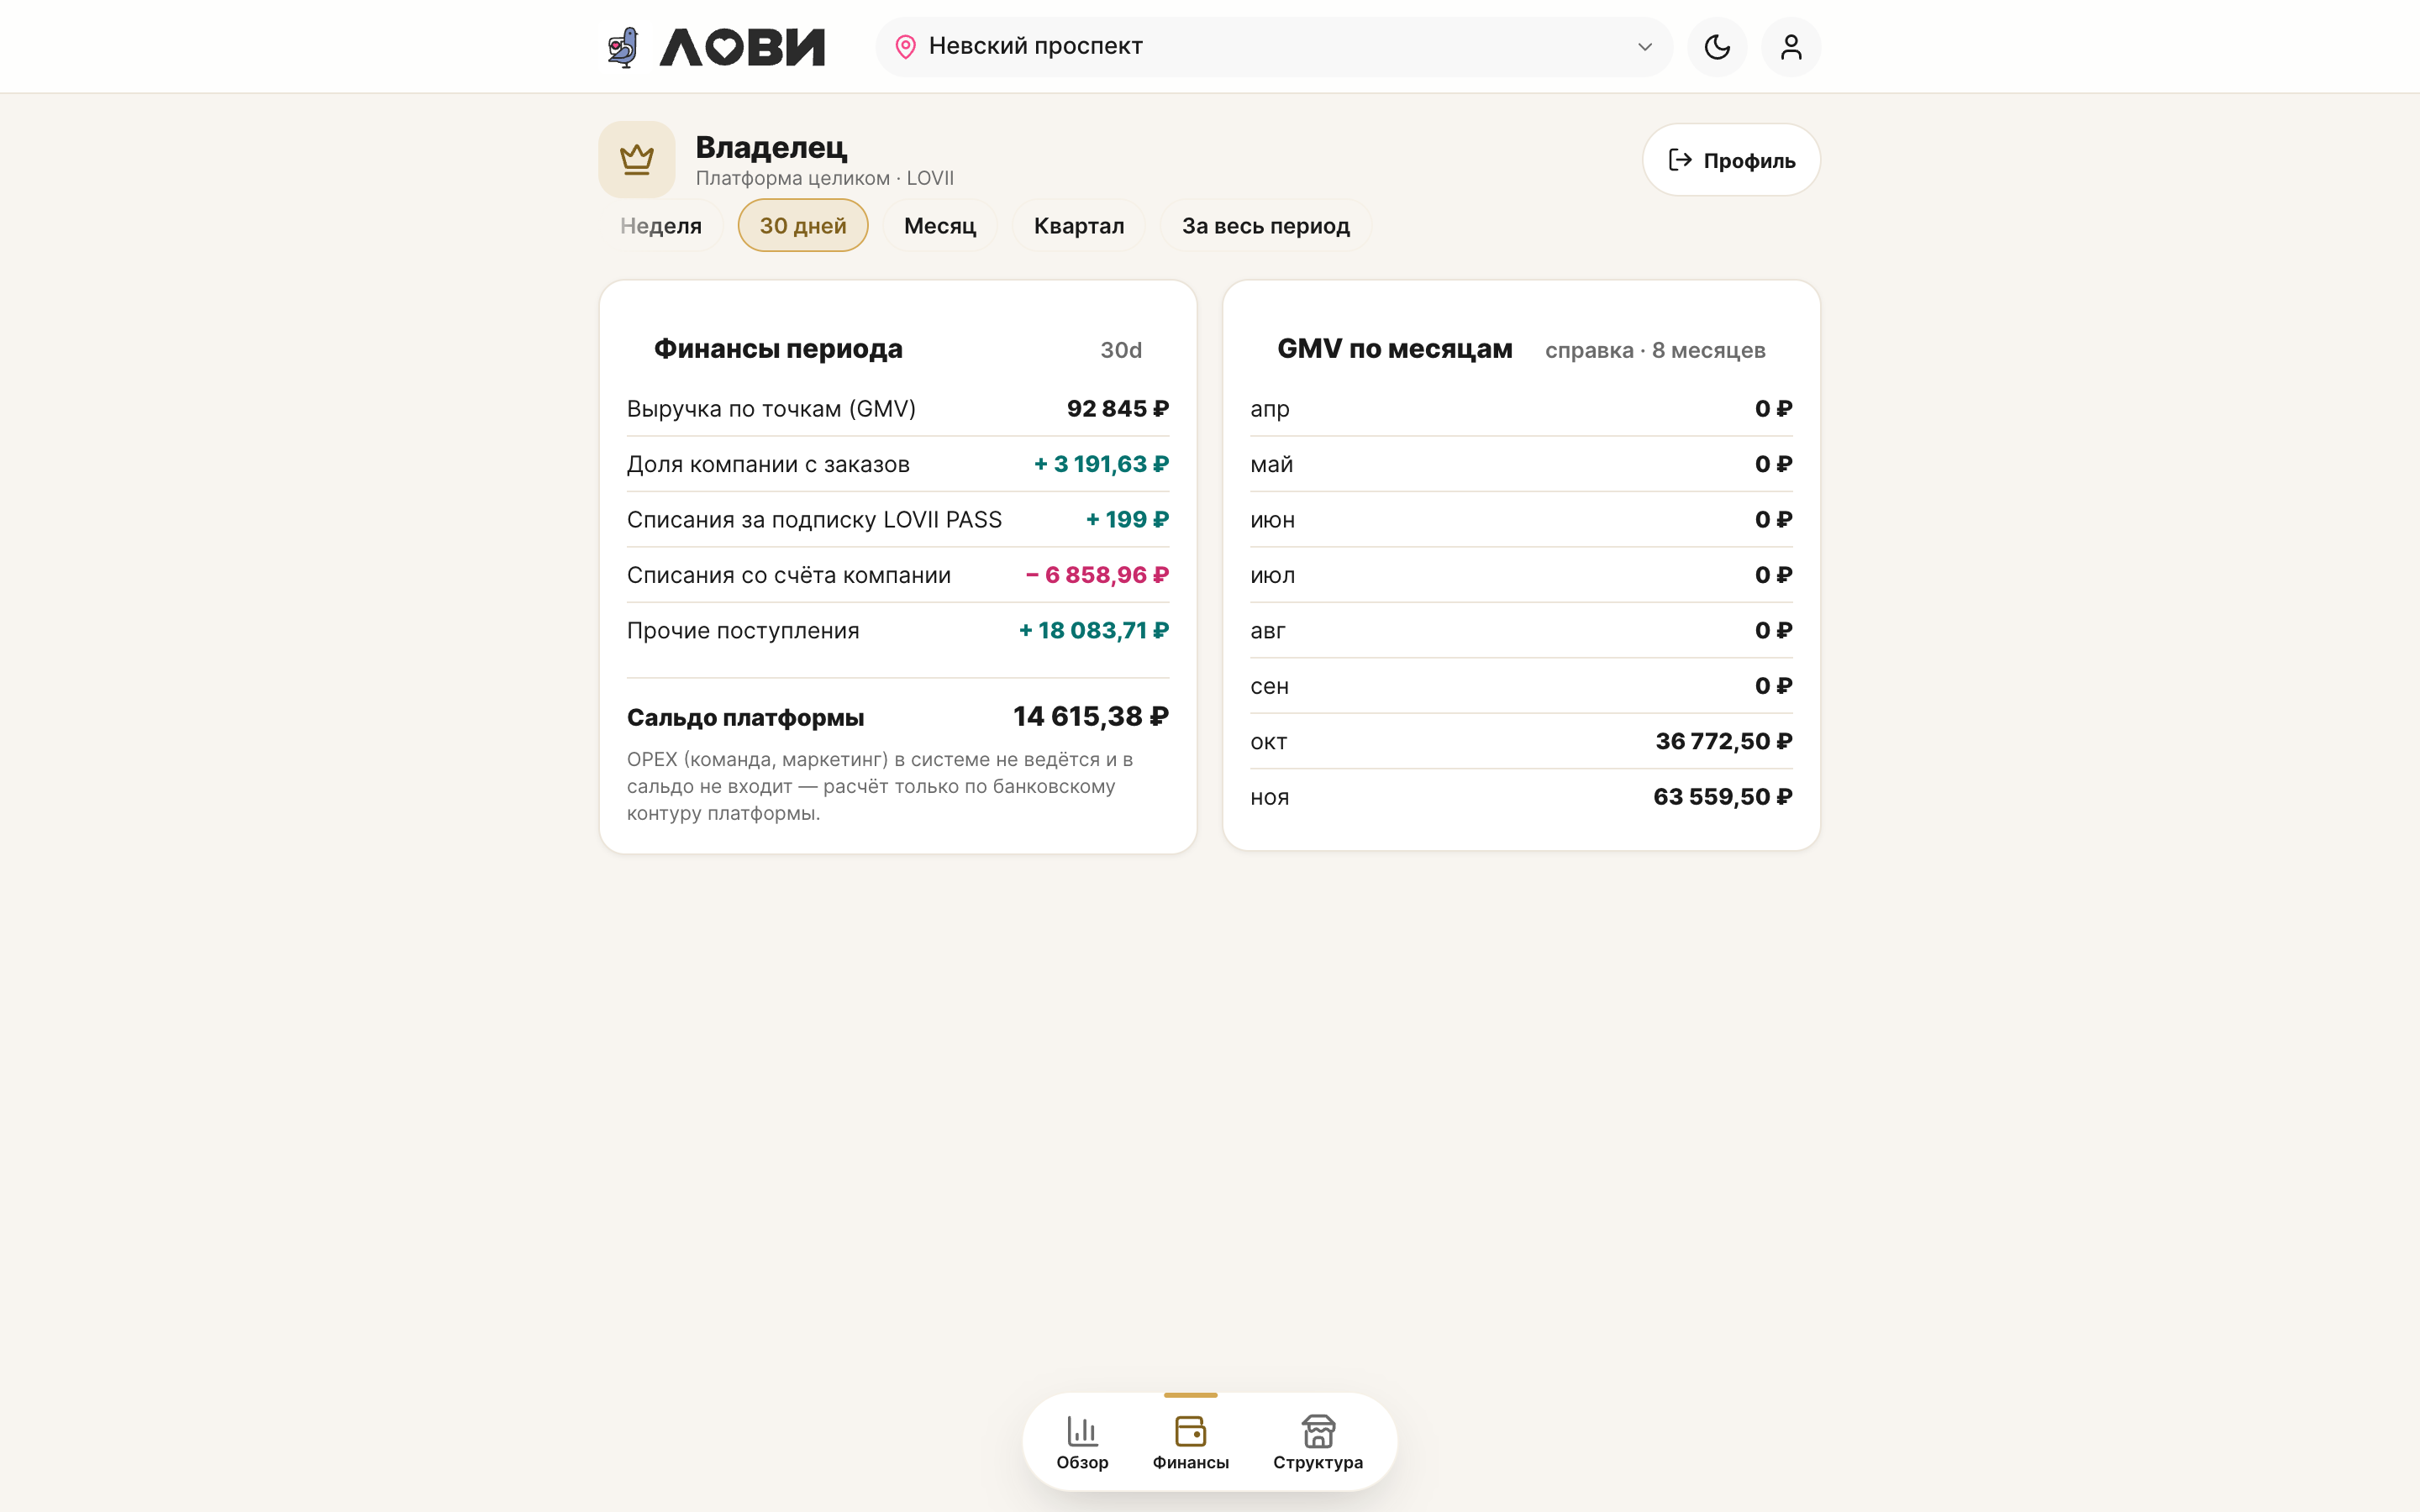 ЛОВИ
Невский проспект
Владелец
Платформа целиком · LOVII
Профиль
Неделя
30 дней
Месяц
Квартал
За весь период
Финансы периода
30d
Выручка по точкам (GMV)
92 845 ₽
Доля компании с заказов
+ 3 191,63 ₽
Списания за подписку LOVII PASS
+ 199 ₽
Списания со счёта компании
− 6 858,96 ₽
Прочие поступления
+ 18 083,71 ₽
Сальдо платформы
14 615,38 ₽
OPEX (команда, маркетинг) в системе не ведётся и в
сальдо не входит — расчёт только по банковскому
контуру платформы.
GMV по месяцам
справка · 8 месяцев
апр
0 ₽
май
0 ₽
июн
0 ₽
июл
0 ₽
авг
0 ₽
сен
0 ₽
окт
36 772,50 ₽
ноя
63 559,50 ₽
Обзор
Финансы
Структура